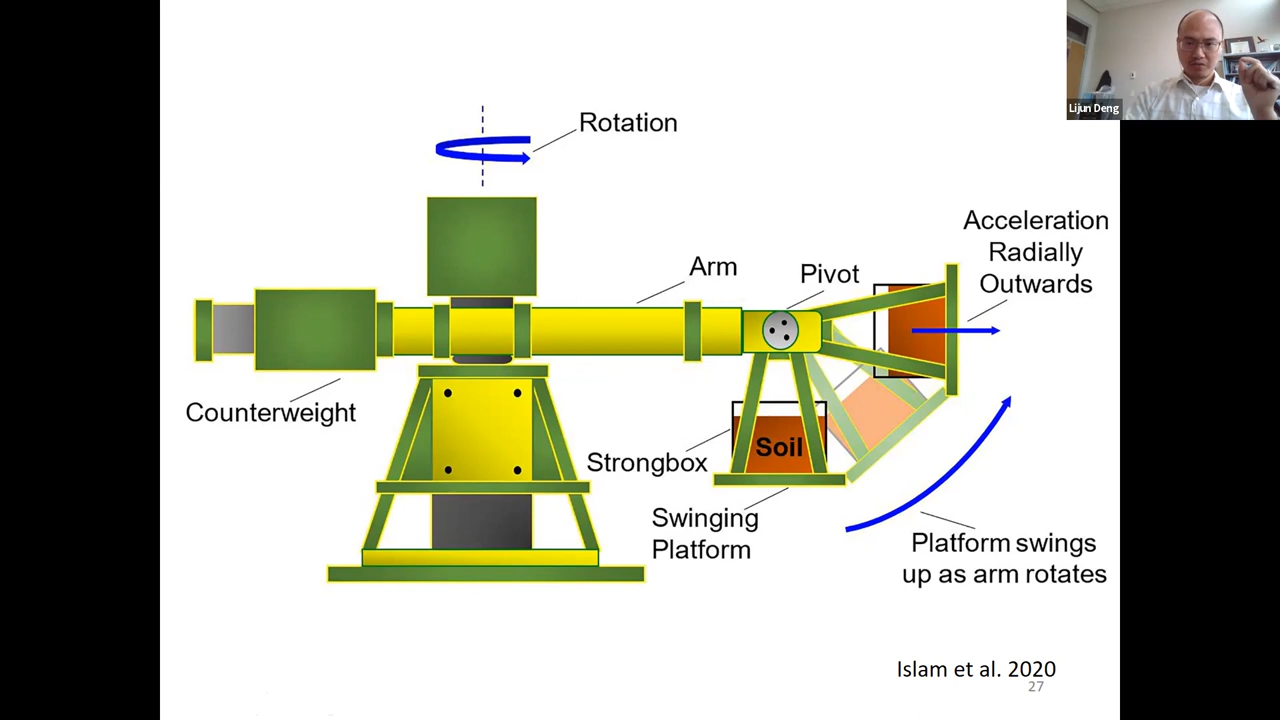 Lijun Deng
Rotation
Acceleration
Radially
Outwards
Arm
Pivot
Counterweight
Strongbox
Soil
Swinging
Platform
Platform swings
up as arm rotates
Islam et al. 2020
27